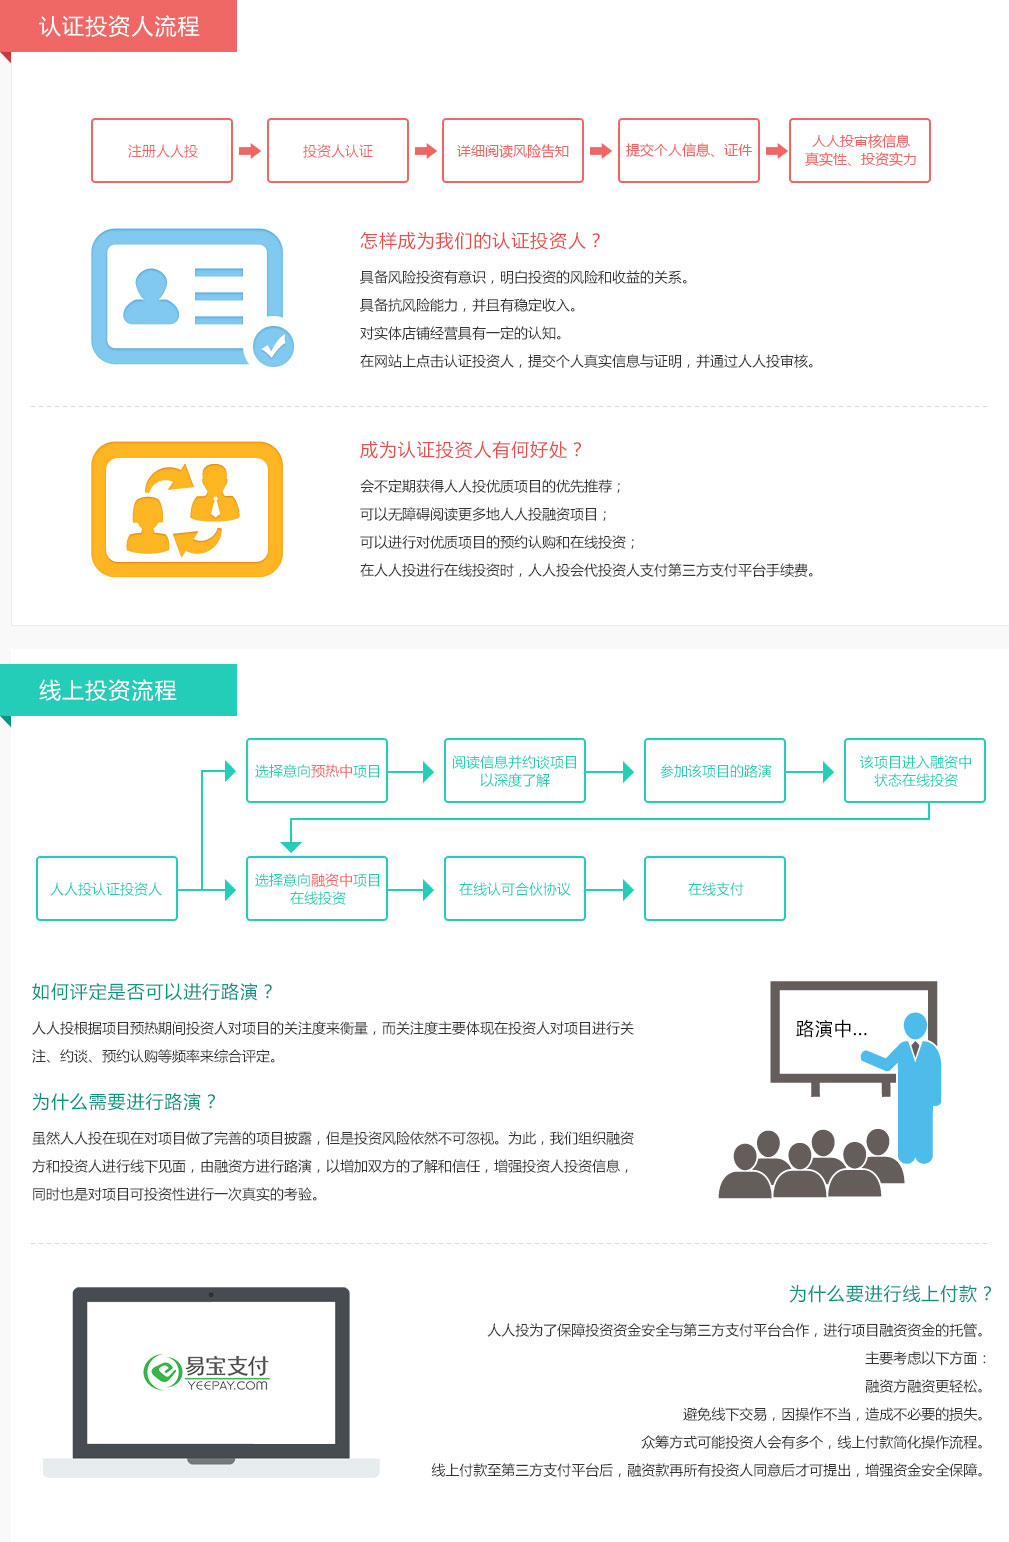 认证投资人流程
注册人人投
投资人认证
详细阅读风险告知
提交个人信息、证件
人人投审核信息
真实性、投资实力
怎样成为我们的认证投资人？
具备风险投资有意识，明白投资的风险和收益的关系。
具备抗风险能力，并且有稳定收入。
对实体店铺经营具有一定的认知。
在网站上点击认证投资人，提交个人真实信息与证明，并通过人人投审核。
成为认证投资人有何好处？
会不定期获得人人投优质项目的优先推荐；
可以无障碍阅读更多地人人投融资项目；
可以进行对优质项目的预约认购和在线投资；
在人人投进行在线投资时，人人投会代投资人支付第三方支付平台手续费。
线上投资流程
选择意向预热中项目
阅读信息并约谈项目
以深度了解
参加该项目的路演
该项目进入融资中
状态在线投资
人人投认证投资人
选择意向融资中项目
在线投资
在线认可合伙协议
在线支付
如何评定是否可以进行路演？
人人投根据项目预热期间投资人对项目的关注度来衡量，而关注度主要体现在投资人对项目进行关
注、约谈、预约认购等频率来综合评定。
路演中...
为什么需要进行路演？
虽然人人投在现在对项目做了完善的项目披露，但是投资风险依然不可忽视。为此，我们组织融资
方和投资人进行线下见面，由融资方进行路演，以增加双方的了解和信任，增强投资人投资信息，
同时也是对项目可投资性进行一次真实的考验。
易宝支付
YEEPAY.COM
为什么要进行线上付款？
人人投为了保障投资资金安全与第三方支付平台合作，进行项目融资资金的托管。
主要考虑以下方面：
融资方融资更轻松。
避免线下交易，因操作不当，造成不必要的损失。
众筹方式可能投资人会有多个，线上付款简化操作流程。
线上付款至第三方支付平台后，融资款再所有投资人同意后才可提出，增强资金安全保障。